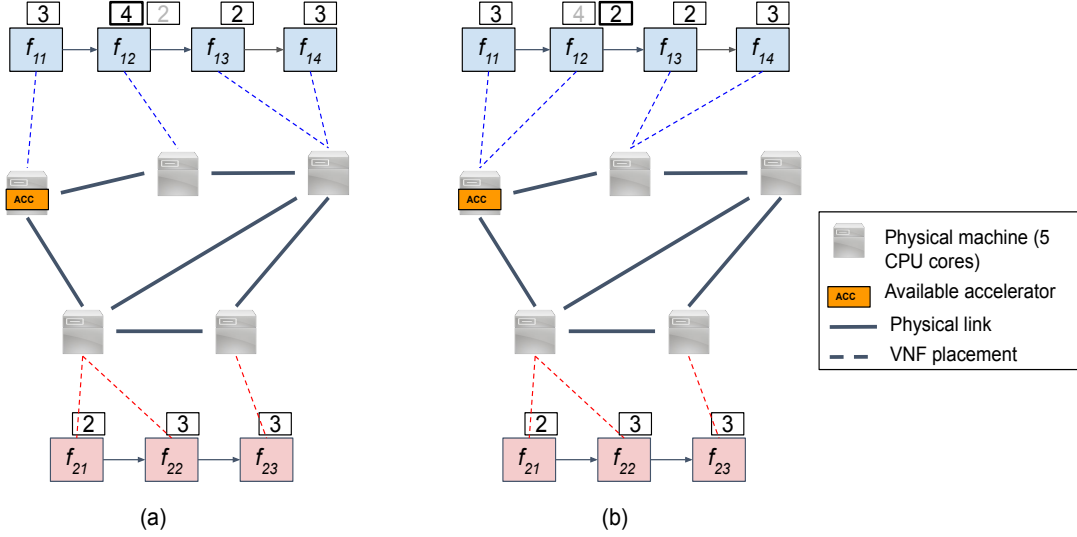 3 4 2 2 3
f11 f12 f13 f14
ACC
2 3 3
f21 f22 f23
(a)
3 4 2 2 3
f11 f12 f13 f14
ACC
2 3 3
f21 f22 f23
(b)
Physical machine (5
CPU cores)
ACC Available accelerator
Physical link
VNF placement